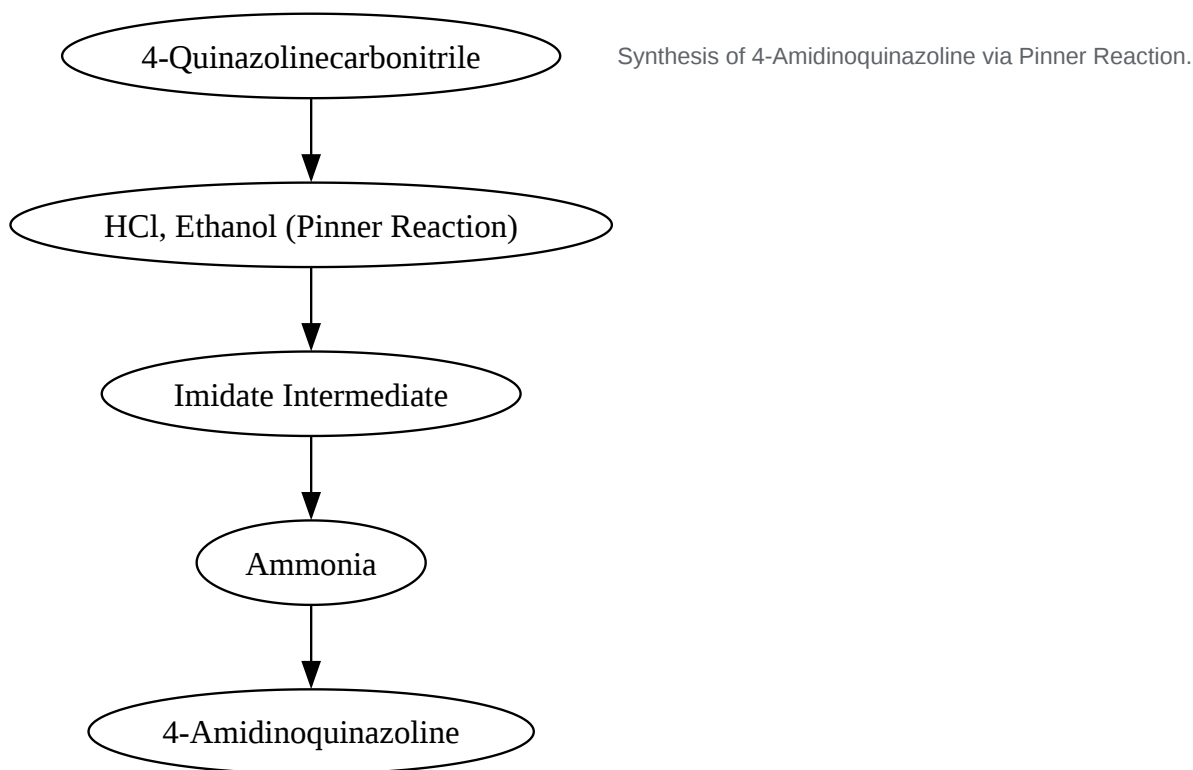 4-Quinazolinecarbonitrile
Synthesis of 4-Amidinoquinazoline via Pinner Reaction.
HCl, Ethanol (Pinner Reaction)
Imidate Intermediate
Ammonia
4-Amidinoquinazoline